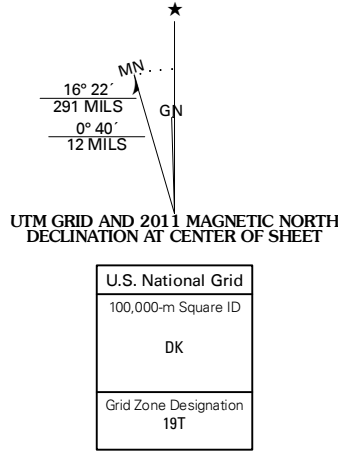 ★
MN
16° 22´
291 MILS
GN
0° 40´
12 MILS
UTM GRID AND 2011 MAGNETIC NORTH
DECLINATION AT CENTER OF SHEET
U.S. National Grid
100,000-m Square ID
DK
Grid Zone Designation
19T